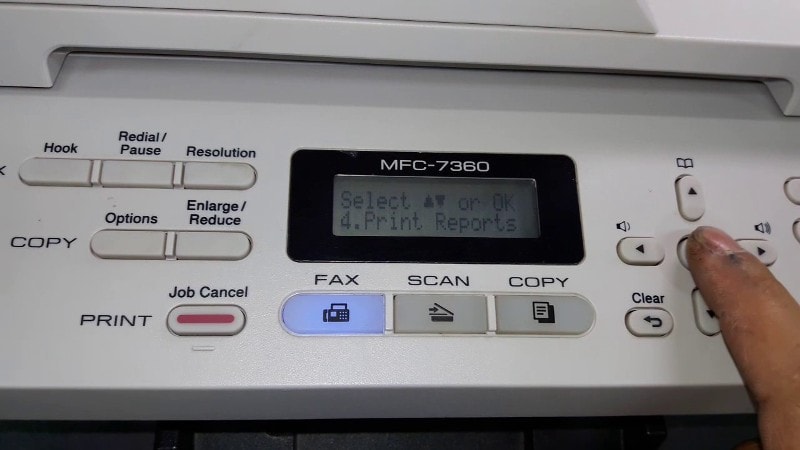 MFC-7360
Select ▲▼ or OK
4.Print Reports
Hook
Redial /
Pause
Resolution
Options
Enlarge /
Reduce
COPY
Job Cancel
PRINT
FAX
SCAN
COPY
Clear